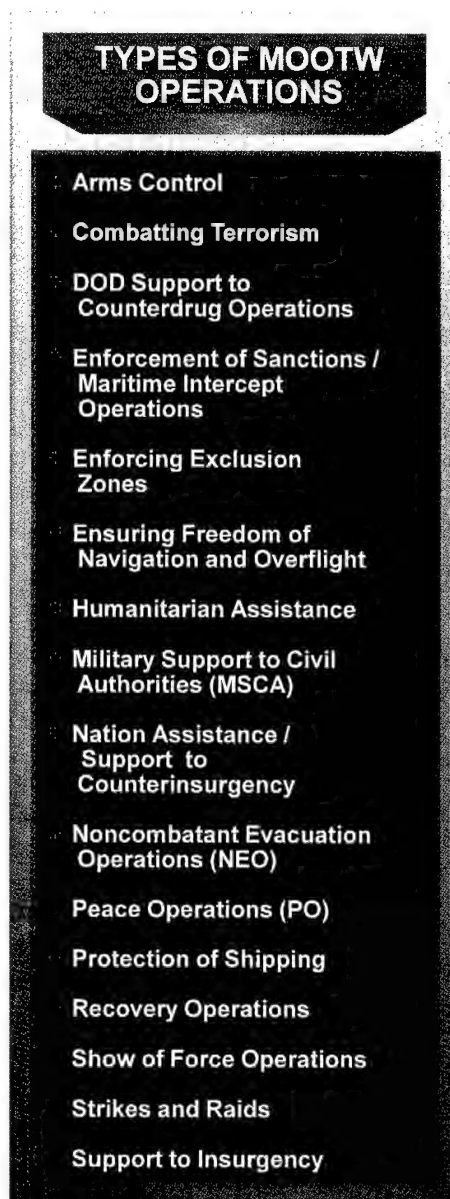 TYPES OF MOOTW
OPERATIONS
Arms Control
Combatting Terrorism
DOD Support to
Counterdrug Operations
Enforcement of Sanctions /
Maritime Intercept
Operations
Enforcing Exclusion
Zones
Ensuring Freedom of
Navigation and Overflight
Humanitarian Assistance
Military Support to Civil
Authorities (MSCA)
Nation Assistance /
Support to
Counterinsurgency
Noncombatant Evacuation
Operations (NEO)
Peace Operations (PO)
Protection of Shipping
Recovery Operations
Show of Force Operations
Strikes and Raids
Support to Insurgency